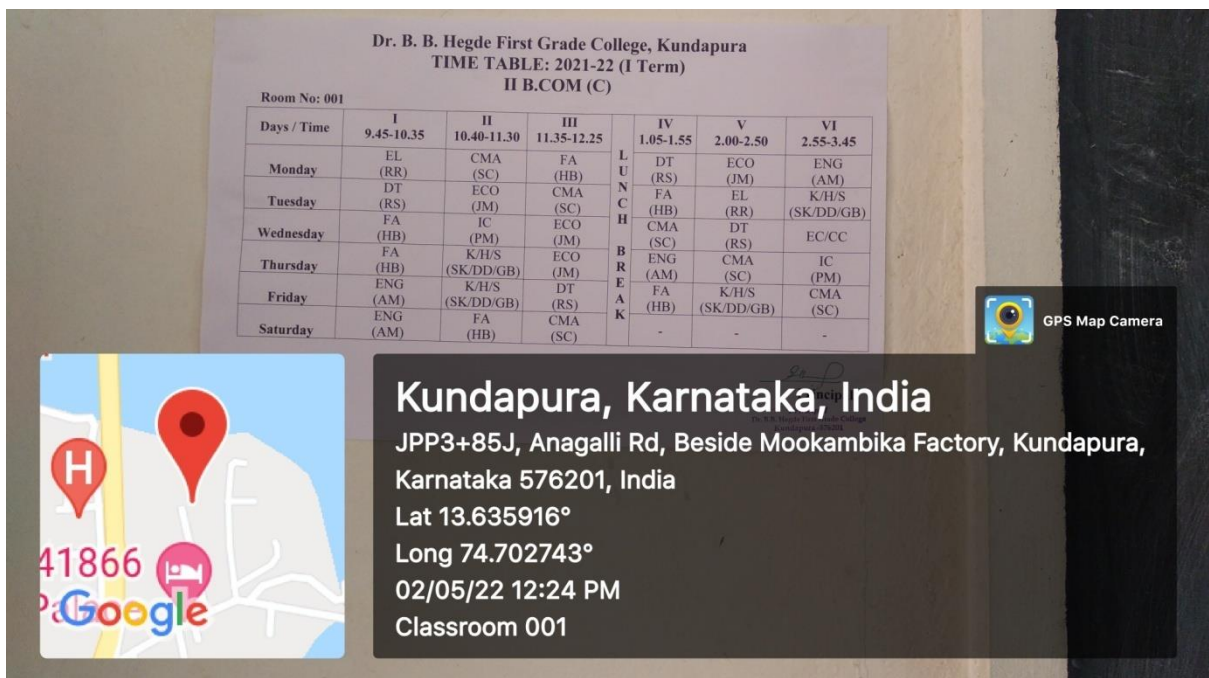 Dr. B. B. Hegde First Grade College, Kundapura
TIME TABLE: 2021-22 (I Term)
II B.COM (C)
Room No: 001
Days / Time I 9.45-10.35 II 10.40-11.30 III 11.35-12.25 LUNCH BREAK IV 1.05-1.55 V 2.00-2.50 VI 2.55-3.45
Monday EL (RR) CMA (SC) FA (HB) DT (RS) ECO (JM) ENG (AM)
Tuesday DT (RS) ECO (JM) CMA (SC) FA (HB) EL (RR) K/H/S (SK/DD/GB)
Wednesday FA (HB) IC (PM) ECO (JM) CMA (SC) DT (RS) EC/CC
Thursday FA (HB) K/H/S (SK/DD/GB) ECO (JM) ENG (AM) CMA (SC) IC (PM)
Friday ENG (AM) K/H/S (SK/DD/GB) DT (RS) FA (HB) K/H/S (SK/DD/GB) CMA (SC)
Saturday ENG (AM) FA (HB) CMA (SC) - - -
GPS Map Camera
Kundapura, Karnataka, India
JPP3+85J, Anagalli Rd, Beside Mookambika Factory, Kundapura,
Karnataka 576201, India
Lat 13.635916°
Long 74.702743°
02/05/22 12:24 PM
Classroom 001
H
41866
Google